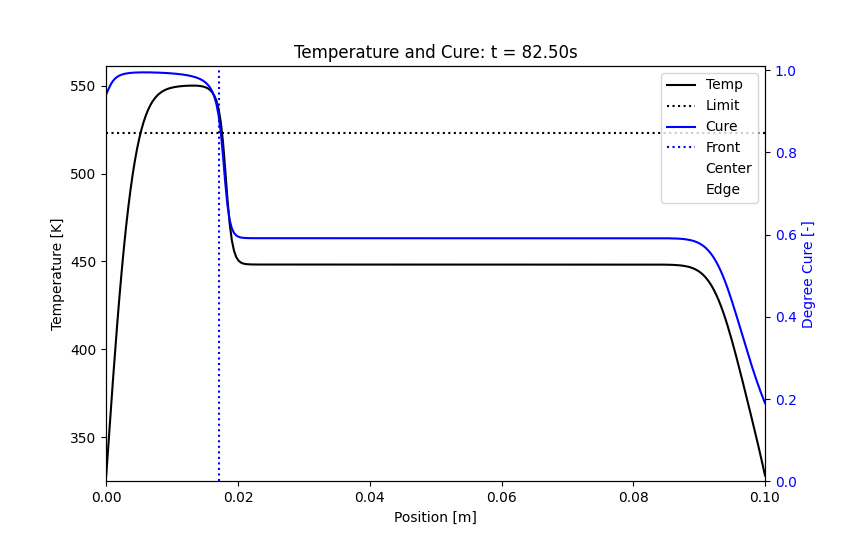 Temperature and Cure: t = 82.50s
Temp
Limit
Cure
Front
Center
Edge
Temperature [K]
550
500
450
400
350
Degree Cure [-]
1.0
0.8
0.6
0.4
0.2
0.0
0.00 0.02 0.04 0.06 0.08 0.10
Position [m]